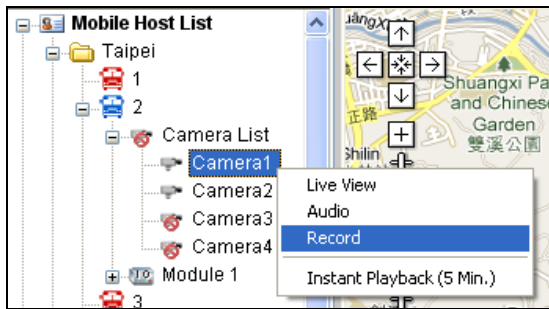 Mobile Host List
Taipei
1
2
Camera List
Camera1
Camera2
Camera3
Camera4
Module 1
3
Live View
Audio
Record
Instant Playback (5 Min.)
Shuangxi Pa
and Chinese
Garden
雙溪公園
正路
Shilin